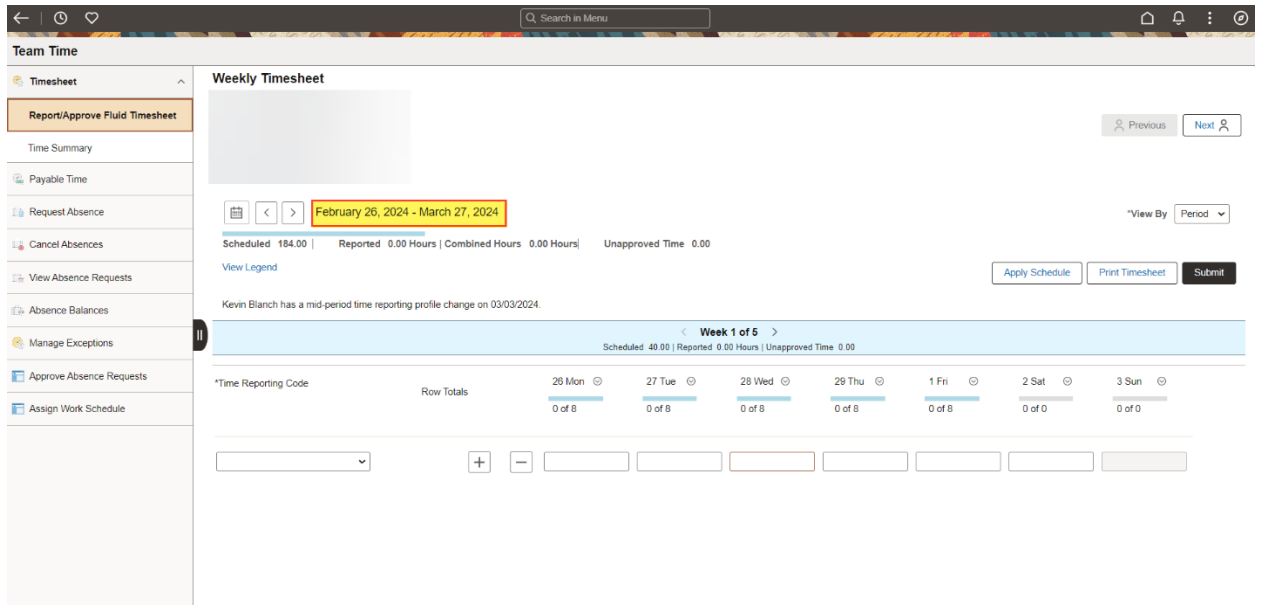 Search in Menu
Team Time
Timesheet
Report/Approve Fluid Timesheet
Time Summary
Payable Time
Request Absence
Cancel Absences
View Absence Requests
Absence Balances
Manage Exceptions
Approve Absence Requests
Assign Work Schedule
Weekly Timesheet
Previous Next
February 26, 2024 - March 27, 2024
*View By Period
Scheduled 184.00 | Reported 0.00 Hours | Combined Hours 0.00 Hours| Unapproved Time 0.00
View Legend
Apply Schedule Print Timesheet Submit
Kevin Blanch has a mid-period time reporting profile change on 03/03/2024.
Week 1 of 5
Scheduled 40.00 | Reported 0.00 Hours | Unapproved Time 0.00
*Time Reporting Code Row Totals 26 Mon 27 Tue 28 Wed 29 Thu 1 Fri 2 Sat 3 Sun
0 of 8 0 of 8 0 of 8 0 of 8 0 of 8 0 of 0 0 of 0